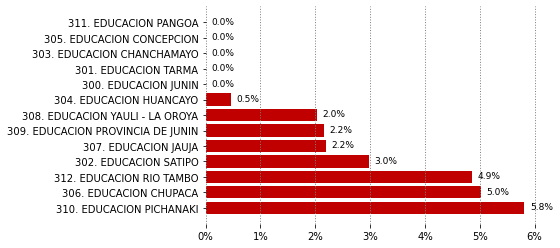 311. EDUCACION PANGOA 0.0%
305. EDUCACION CONCEPCION 0.0%
303. EDUCACION CHANCHAMAYO 0.0%
301. EDUCACION TARMA 0.0%
300. EDUCACION JUNIN 0.0%
304. EDUCACION HUANCAYO 0.5%
308. EDUCACION YAULI - LA OROYA 2.0%
309. EDUCACION PROVINCIA DE JUNIN 2.2%
307. EDUCACION JAUJA 2.2%
302. EDUCACION SATIPO 3.0%
312. EDUCACION RIO TAMBO 4.9%
306. EDUCACION CHUPACA 5.0%
310. EDUCACION PICHANAKI 5.8%
0% 1% 2% 3% 4% 5% 6%